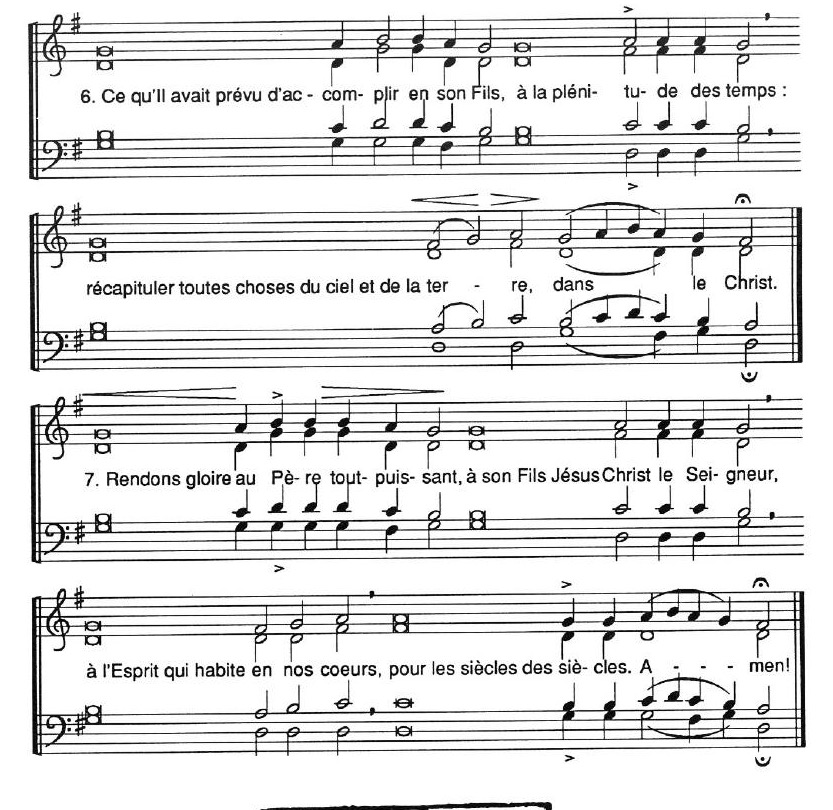 6. Ce qu'Il avait prévu d'ac - com- plir en son Fils, à la pléni- tu- de des temps :
récapituler toutes choses du ciel et de la ter - re, dans le Christ.
7. Rendons gloire au Pè- re tout- puis- sant, à son Fils Jésus Christ le Sei- gneur,
à l'Esprit qui habite en nos coeurs, pour les siècles des siè- cles. A - - - men!